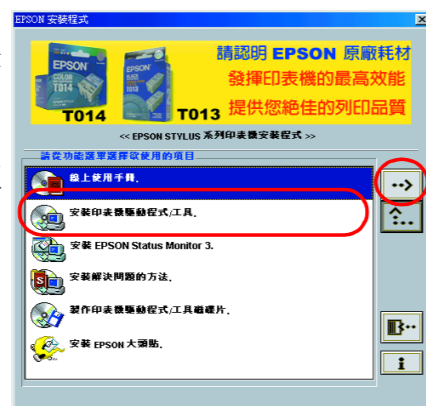 EPSON 安裝程式
EPSON
COLOR
T014
EPSON
T013
請認明 EPSON 原廠耗材
發揮印表機的最高效能
提供您絕佳的列印品質
T014
T013
<< EPSON STYLUS 系列印表機安裝程式 >>
請從功能選單選擇欲使用的項目
線上使用手冊.
安裝印表機驅動程式/工具.
安裝 EPSON Status Monitor 3.
安裝解決問題的方法.
製作印表機驅動程式/工具磁碟片.
安裝 EPSON 大頭貼.